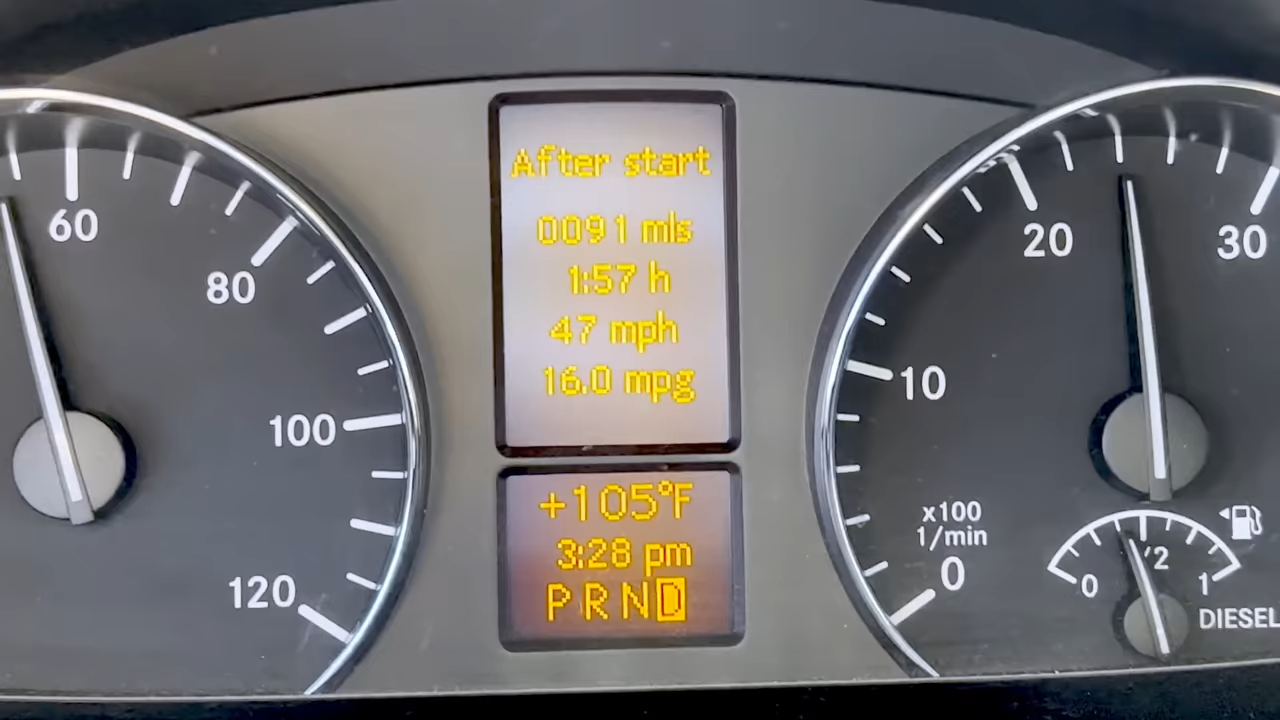 60
80
100
120
After start
0091 mls
1:57 h
47 mph
16.0 mpg
+105°F
3:28 pm
P R N D
20
30
10
x100
1/min
0
0
1/2
1
DIESEL